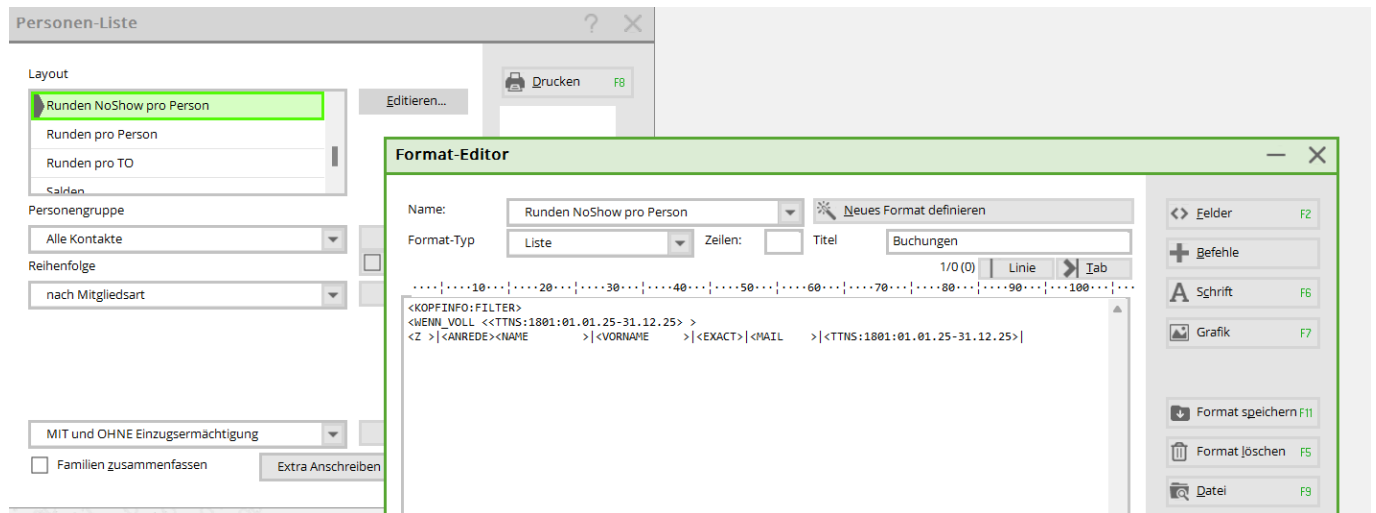 Personen-Liste
Layout
Runden NoShow pro Person
Runden pro Person
Runden pro TO
Salden
Editieren...
Drucken F8
Personengruppe
Alle Kontakte
Reihenfolge
nach Mitgliedsart
MIT und OHNE Einzugsermächtigung
Familien zusammenfassen
Extra Anschreiben
Format-Editor
Name: Runden NoShow pro Person Neues Format definieren
Format-Typ Liste Zeilen: Titel Buchungen
1/0 (0) Linie Tab
····¦····10···¦····20···¦····30···¦····40···¦····50···¦····60···¦····70···¦····80···¦····90···¦···100···¦···
<KOPFINFO:FILTER>
<WENN_VOLL <<TTNS:1801:01.01.25-31.12.25> >
<Z >|<ANREDE><NAME >|<VORNAME >|<EXACT>|<MAIL >|<TTNS:1801:01.01.25-31.12.25>|
Felder F2
Befehle
Schrift F6
Grafik F7
Format speichern F11
Format löschen F5
Datei F9